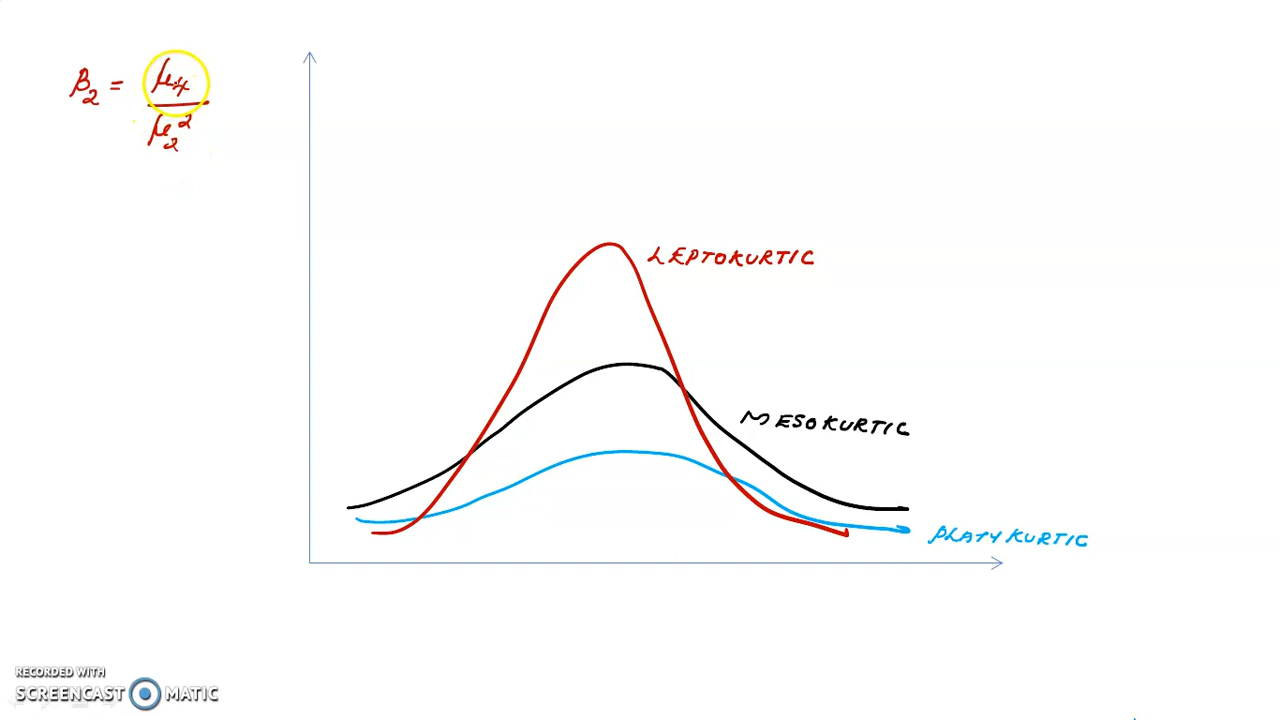 β₂ = μ₄
μ₂²
LEPTOKURTIC
MESOKURTIC
PLATYKURTIC
RECORDED WITH
SCREENCAST MATIC